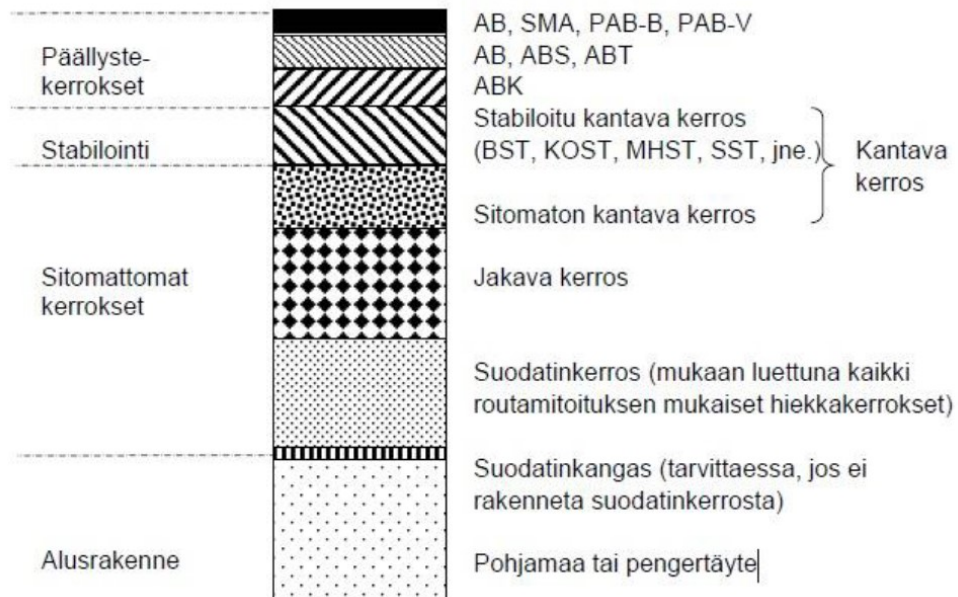 Päällyste-
kerrokset
Stabilointi
Sitomattomat
kerrokset
Alusrakenne
AB, SMA, PAB-B, PAB-V
AB, ABS, ABT
ABK
Stabiloitu kantava kerros
(BST, KOST, MHST, SST, jne.)
Sitomaton kantava kerros
Kantava
kerros
Jakava kerros
Suodatinkerros (mukaan luettuna kaikki
routamitoituksen mukaiset hiekkakerrokset)
Suodatinkangas (tarvittaessa, jos ei
rakenneta suodatinkerrosta)
Pohjamaa tai pengertäyte